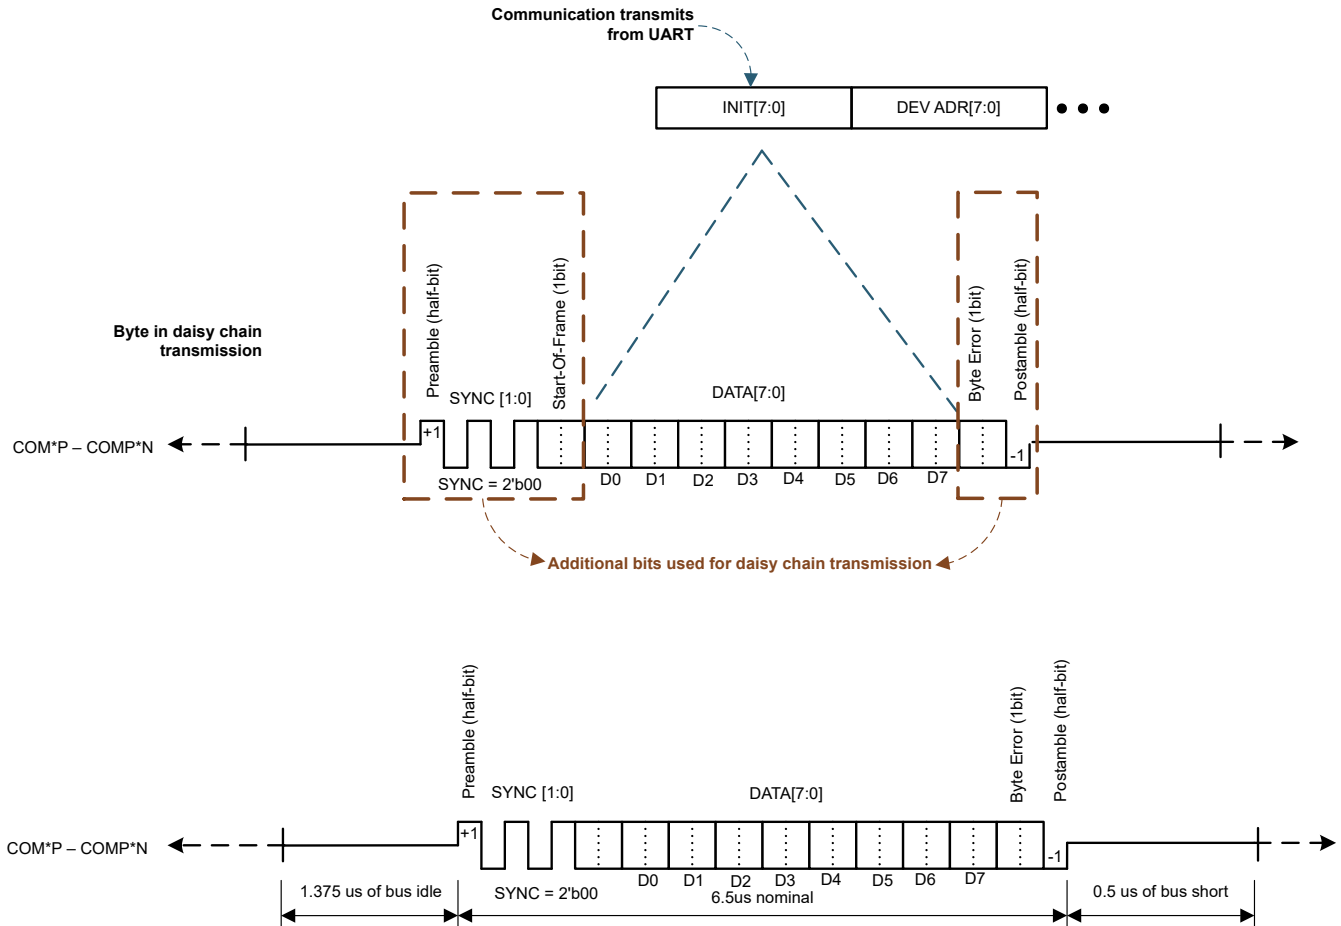 Communication transmits
from UART
INIT[7:0]
DEV ADR[7:0]
Preamble (half-bit)
SYNC [1:0]
Start-Of-Frame (1bit)
DATA[7:0]
Byte Error (1bit)
Postamble (half-bit)
Byte in daisy chain
transmission
COM*P – COMP*N
+1
-1
SYNC = 2'b00
D0 D1 D2 D3 D4 D5 D6 D7
Additional bits used for daisy chain transmission
Preamble (half-bit)
SYNC [1:0]
DATA[7:0]
Byte Error (1bit)
Postamble (half-bit)
COM*P – COMP*N
+1
-1
D0 D1 D2 D3 D4 D5 D6 D7
SYNC = 2'b00
1.375 us of bus idle
6.5us nominal
0.5 us of bus short